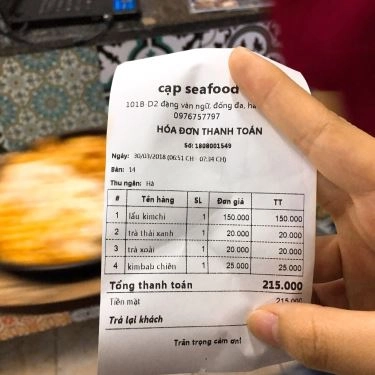 cạp seafood
101B D2 đặng văn ngữ, đống đa, hà
0976757797
HÓA ĐƠN THANH TOÁN
Số: 1808001549
Ngày: 30/03/2018 (06:51 CH - 07:34 CH)
Bàn: 14
Thu ngân: Hà
# Tên hàng SL Đơn giá TT
1 lẩu kimchi 1 150.000 150.000
2 trà thái xanh 1 20.000 20.000
3 trà xoài 1 20.000 20.000
4 kimbab chiên 1 25.000 25.000
Tổng thanh toán 215.000
Tiền mặt 215.000
Trả lại khách
Trân trọng cảm ơn!